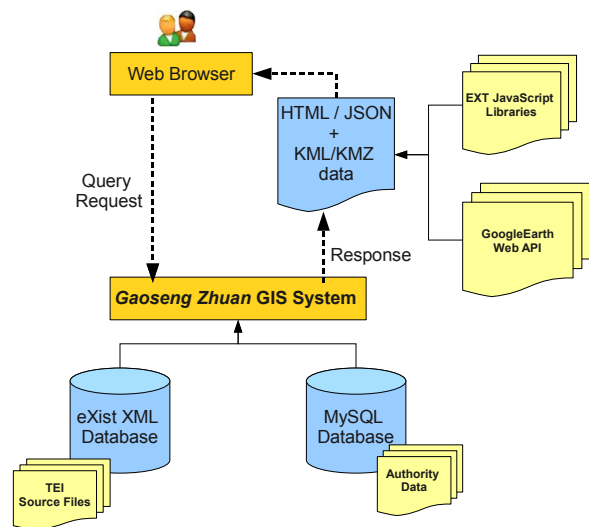 Web Browser
HTML / JSON
+
KML/KMZ
data
EXT JavaScript
Libraries
Query
Request
GoogleEarth
Web API
Response
Gaoseng Zhuan GIS System
eXist XML
Database
MySQL
Database
TEI
Source Files
Authority
Data